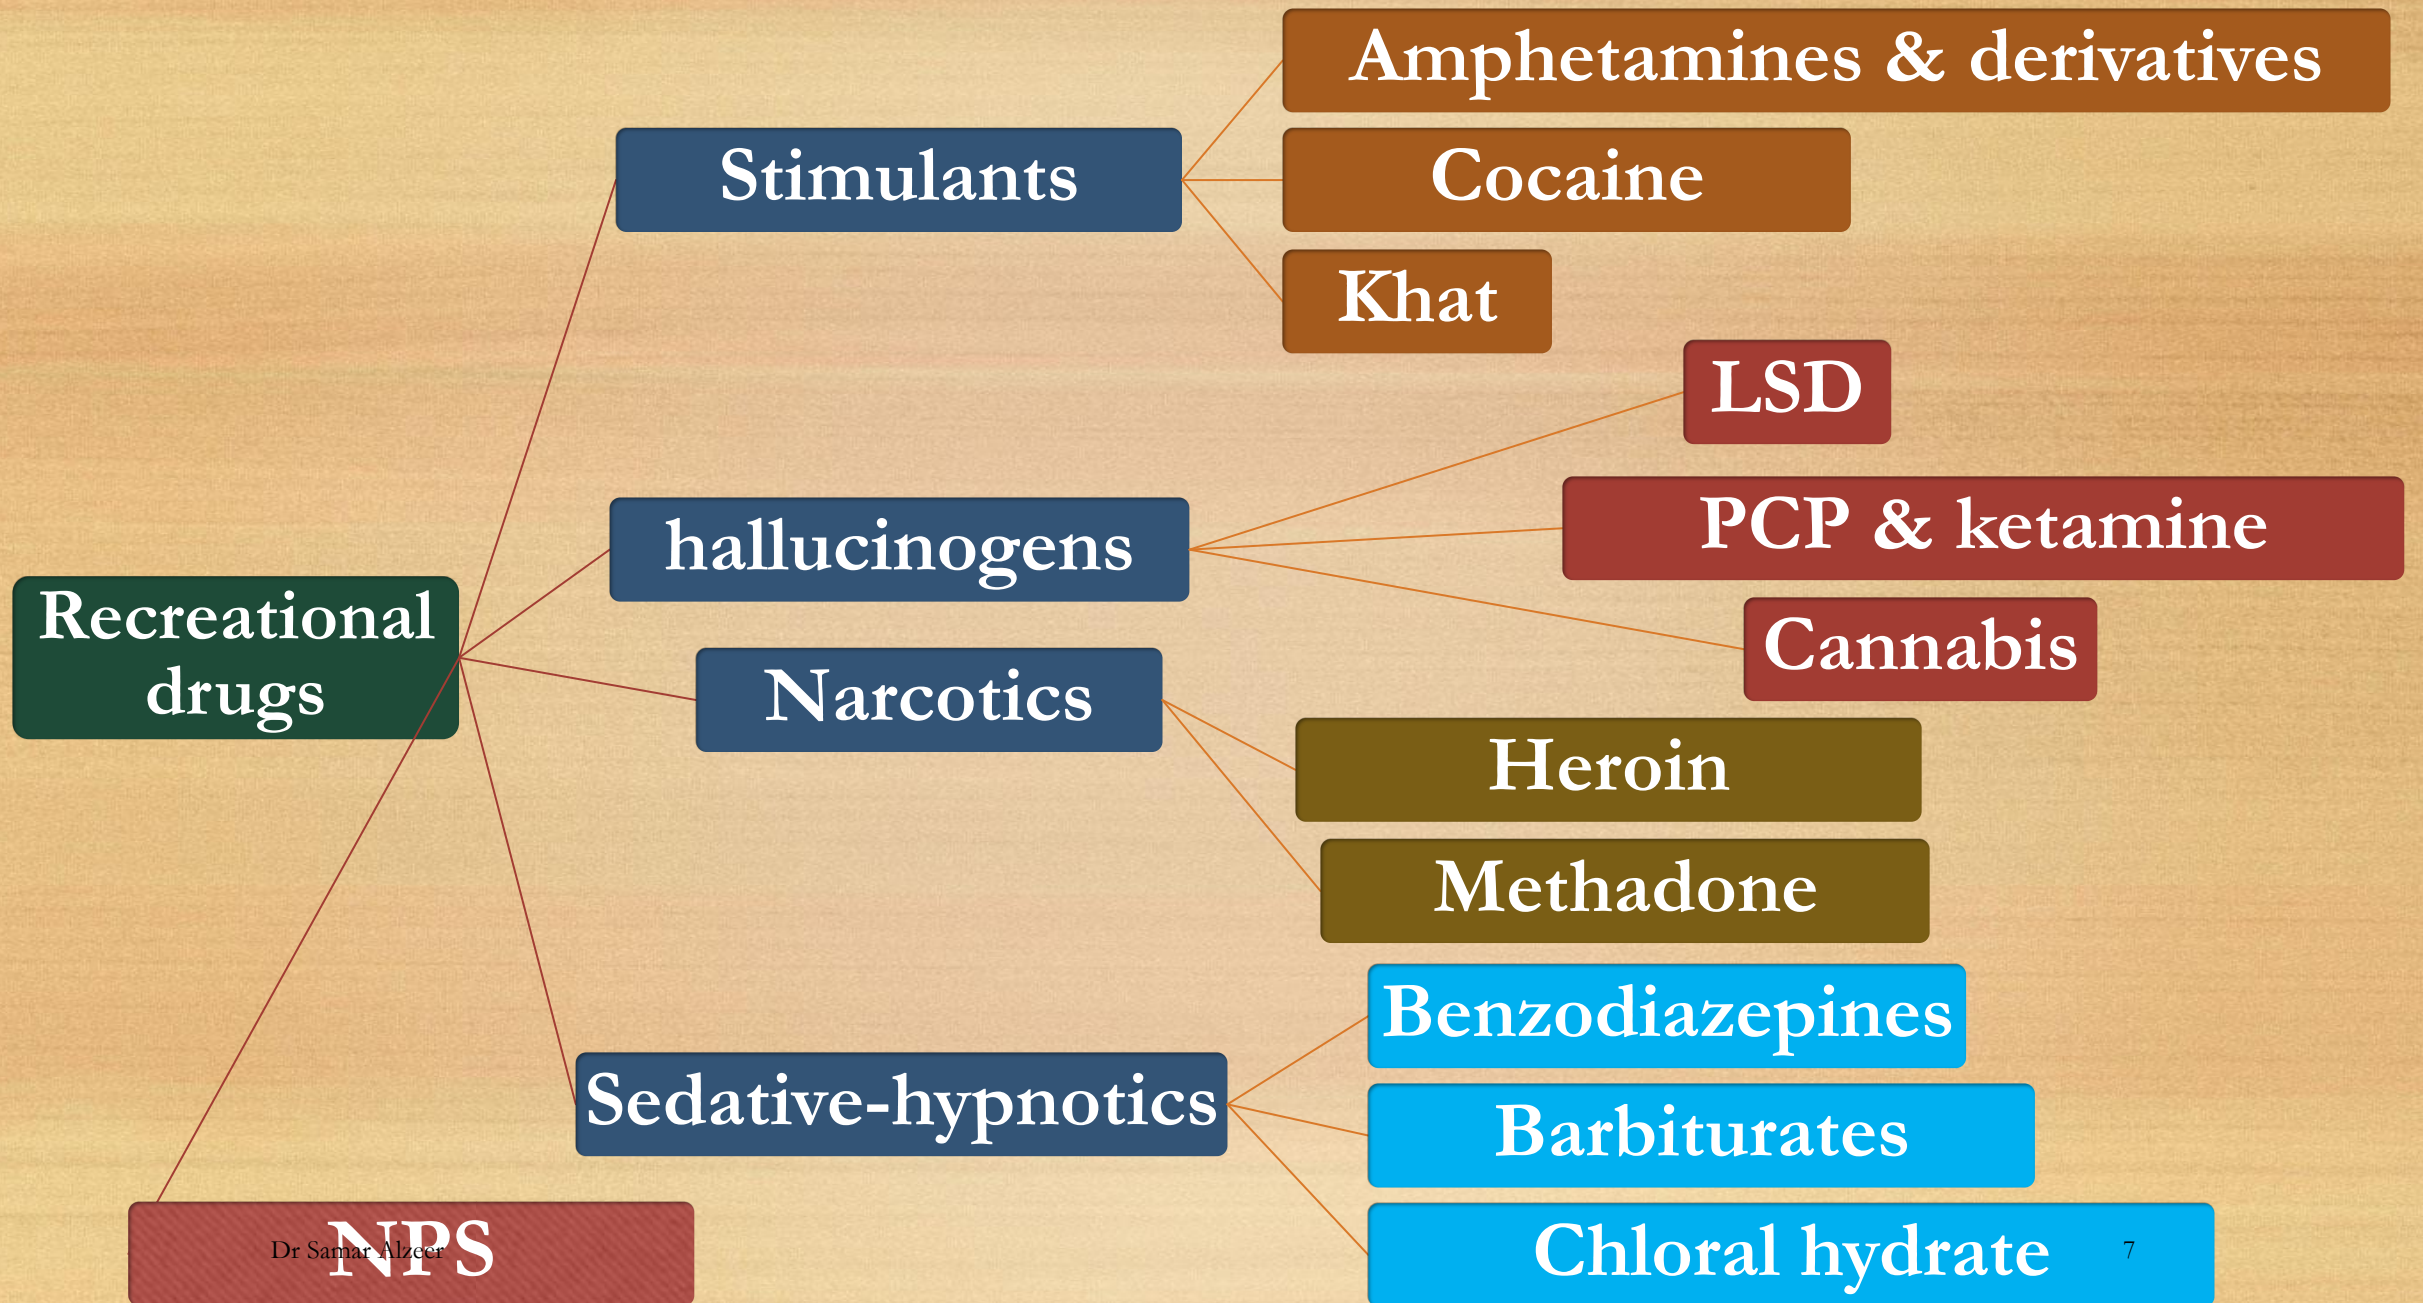 Amphetamines & derivatives
Stimulants
Cocaine
Khat
LSD
hallucinogens
PCP & ketamine
Recreational
drugs
Cannabis
Narcotics
Heroin
Methadone
Benzodiazepines
Sedative-hypnotics
Barbiturates
NPS
Dr Samar Alzeer
Chloral hydrate
7